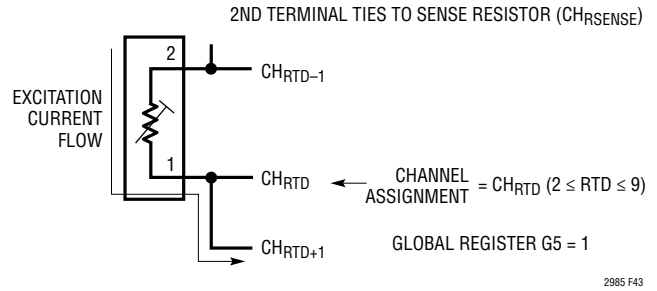 2ND TERMINAL TIES TO SENSE RESISTOR (CHRSENSE)
2
CHRTD–1
EXCITATION
CURRENT
FLOW
1
CHRTD
CHANNEL
ASSIGNMENT
= CHRTD (2 ≤ RTD ≤ 9)
CHRTD+1
GLOBAL REGISTER G5 = 1
2985 F43